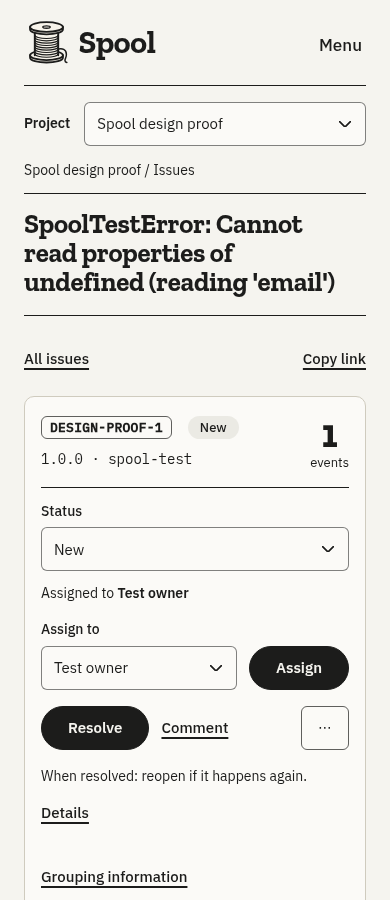 Spool
Menu
Project
Spool design proof
Spool design proof / Issues
SpoolTestError: Cannot
read properties of
undefined (reading 'email')
All issues
Copy link
DESIGN-PROOF-1
New
1
events
1.0.0 · spool-test
Status
New
Assigned to Test owner
Assign to
Test owner
Assign
Resolve
Comment
...
When resolved: reopen if it happens again.
Details
Grouping information